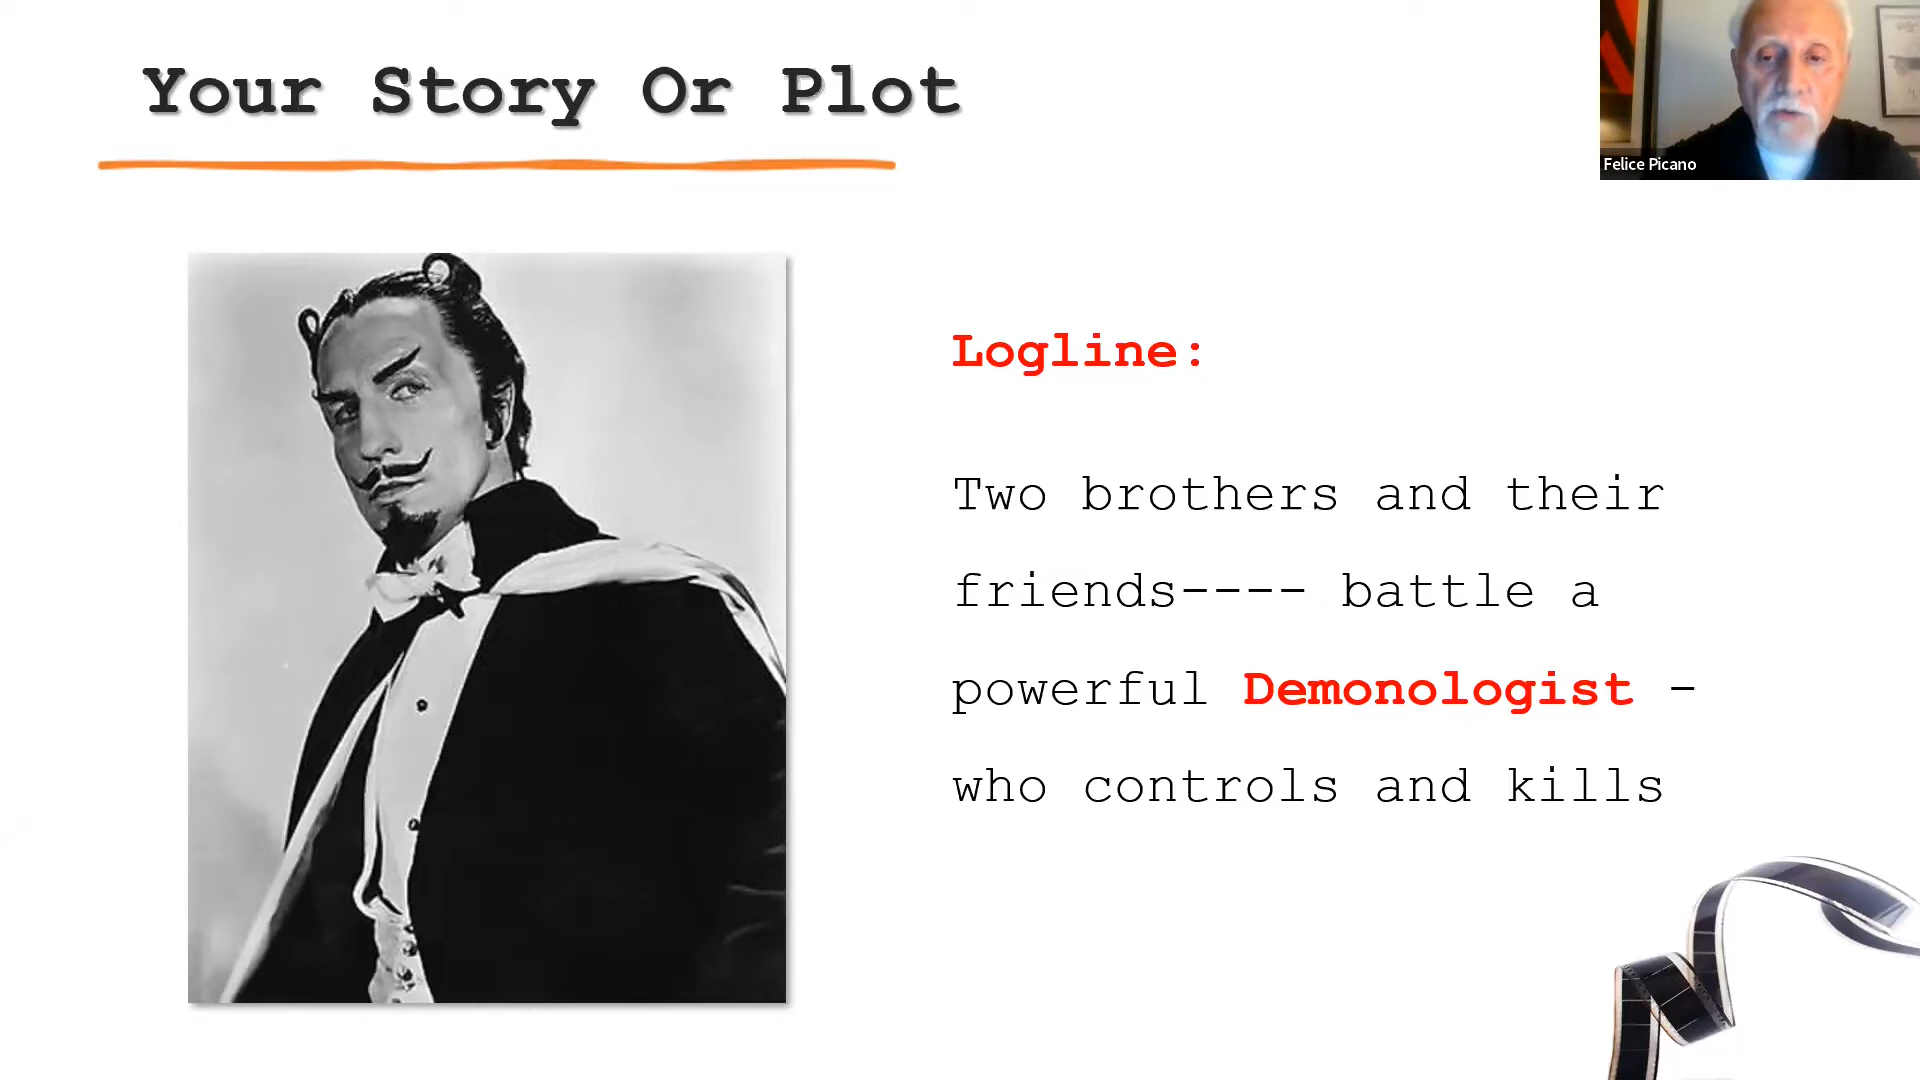 Your Story Or Plot
Felice Picano
Logline:
Two brothers and their
friends---- battle a
powerful Demonologist -
who controls and kills